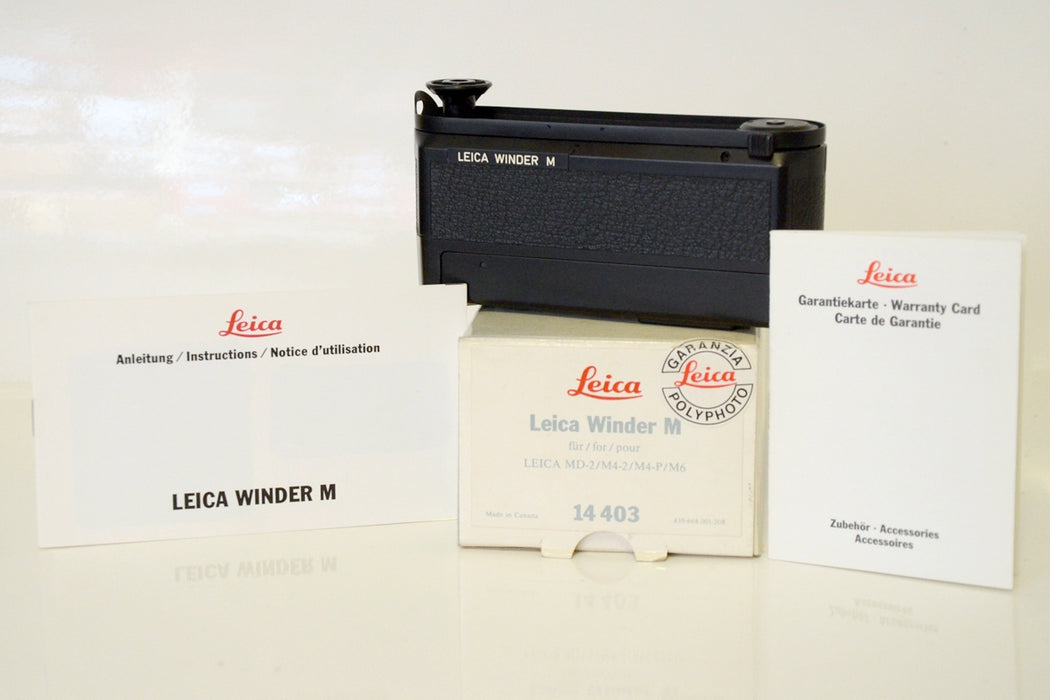 LEICA WINDER M
Leica
Anleitung / Instructions / Notice d'utilisation
LEICA WINDER M
Leica
Leica Winder M
für / for / pour
LEICA MD-2/M4-2/M4-P/M6
Made in Canada
14 403
GARANZIA
Leica
POLYPHOTO
Leica
Garantiekarte · Warranty Card
Carte de Garantie
Zubehör · Accessories
Accessoires